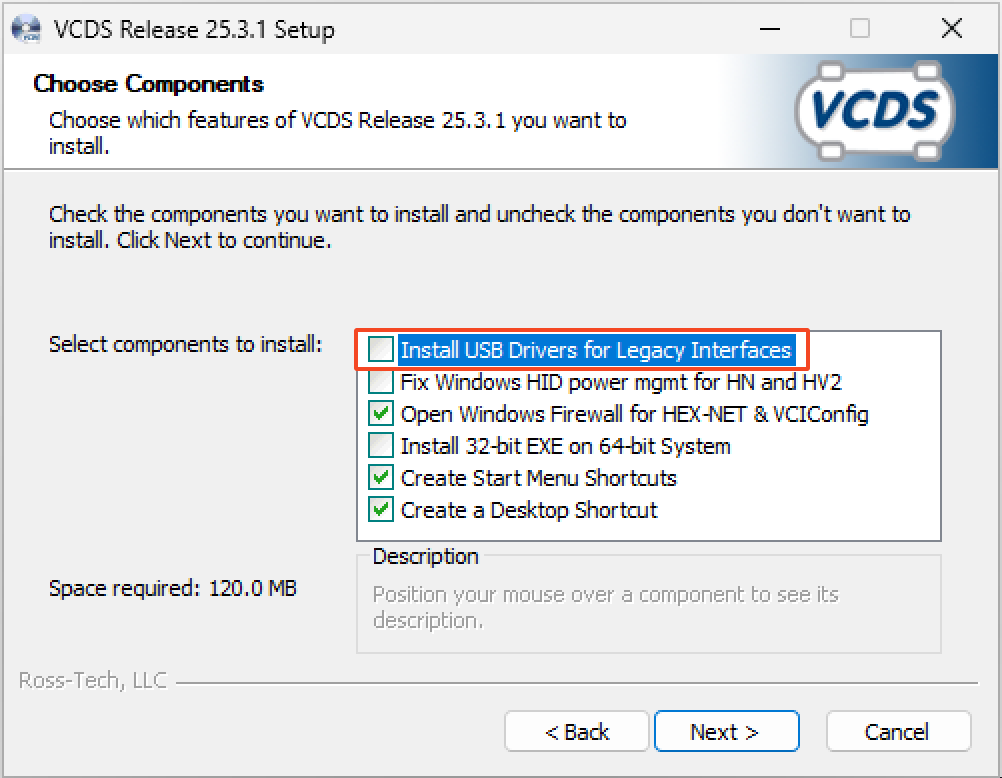 VCDS Release 25.3.1 Setup
Choose Components
Choose which features of VCDS Release 25.3.1 you want to
install.
VCDS
Check the components you want to install and uncheck the components you don't want to
install. Click Next to continue.
Select components to install:
Install USB Drivers for Legacy Interfaces
Fix Windows HID power mgmt for HN and HV2
Open Windows Firewall for HEX-NET & VCIConfig
Install 32-bit EXE on 64-bit System
Create Start Menu Shortcuts
Create a Desktop Shortcut
Space required: 120.0 MB
Description
Position your mouse over a component to see its
description.
Ross-Tech, LLC
< Back
Next >
Cancel